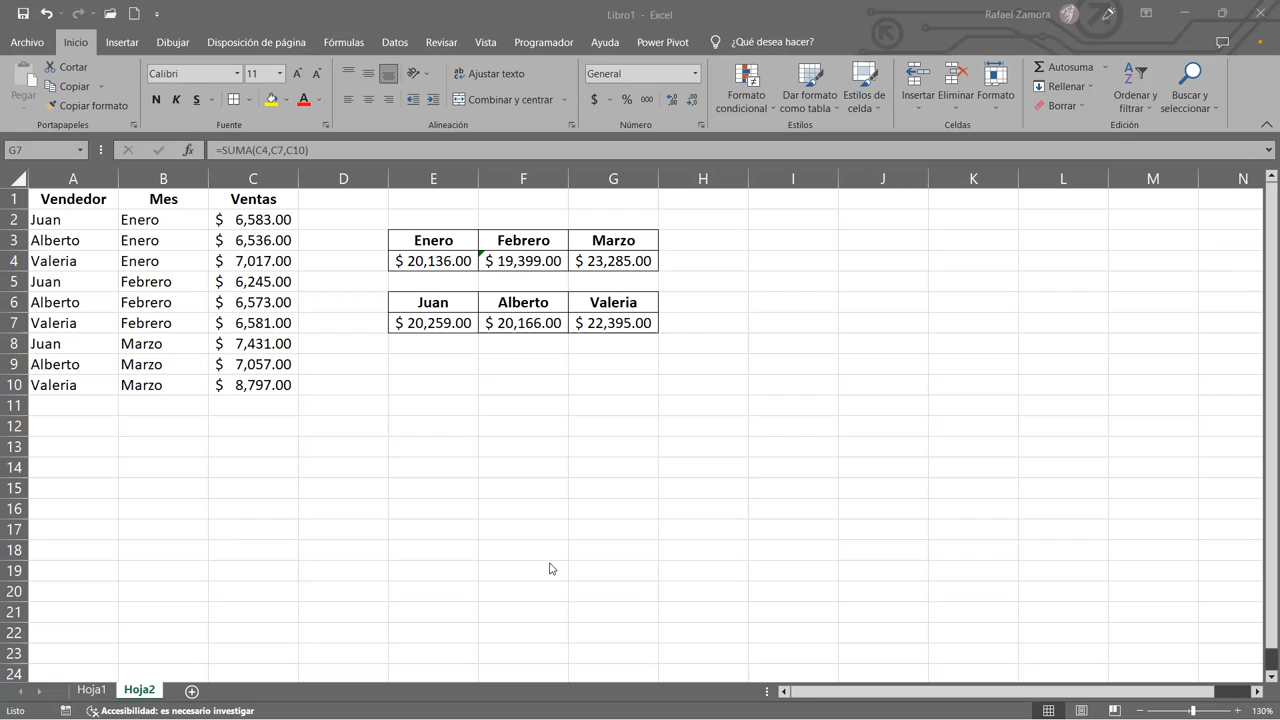 Libro1 - Excel
Rafael Zamora
Archivo Inicio Insertar Dibujar Disposición de página Fórmulas Datos Revisar Vista Programador Ayuda Power Pivot ¿Qué desea hacer?
Pegar
Cortar
Copiar
Copiar formato
Portapapeles
Calibri 11
N K S
Fuente
Ajustar texto
Combinar y centrar
Alineación
General
$ % 000
Número
Formato condicional
Dar formato como tabla
Estilos de celda
Estilos
Insertar Eliminar Formato
Celdas
Autosuma
Rellenar
Borrar
Ordenar y filtrar
Buscar y seleccionar
Edición
G7 fx =SUMA(C4,C7,C10)
A B C D E F G H I J K L M N
1 Vendedor Mes Ventas
2 Juan Enero $ 6,583.00
3 Alberto Enero $ 6,536.00 Enero Febrero Marzo
4 Valeria Enero $ 7,017.00 $ 20,136.00 $ 19,399.00 $ 23,285.00
5 Juan Febrero $ 6,245.00
6 Alberto Febrero $ 6,573.00 Juan Alberto Valeria
7 Valeria Febrero $ 6,581.00 $ 20,259.00 $ 20,166.00 $ 22,395.00
8 Juan Marzo $ 7,431.00
9 Alberto Marzo $ 7,057.00
10 Valeria Marzo $ 8,797.00
11
12
13
14
15
16
17
18
19
20
21
22
23
24
Hoja1 Hoja2
Listo Accesibilidad: es necesario investigar 130%